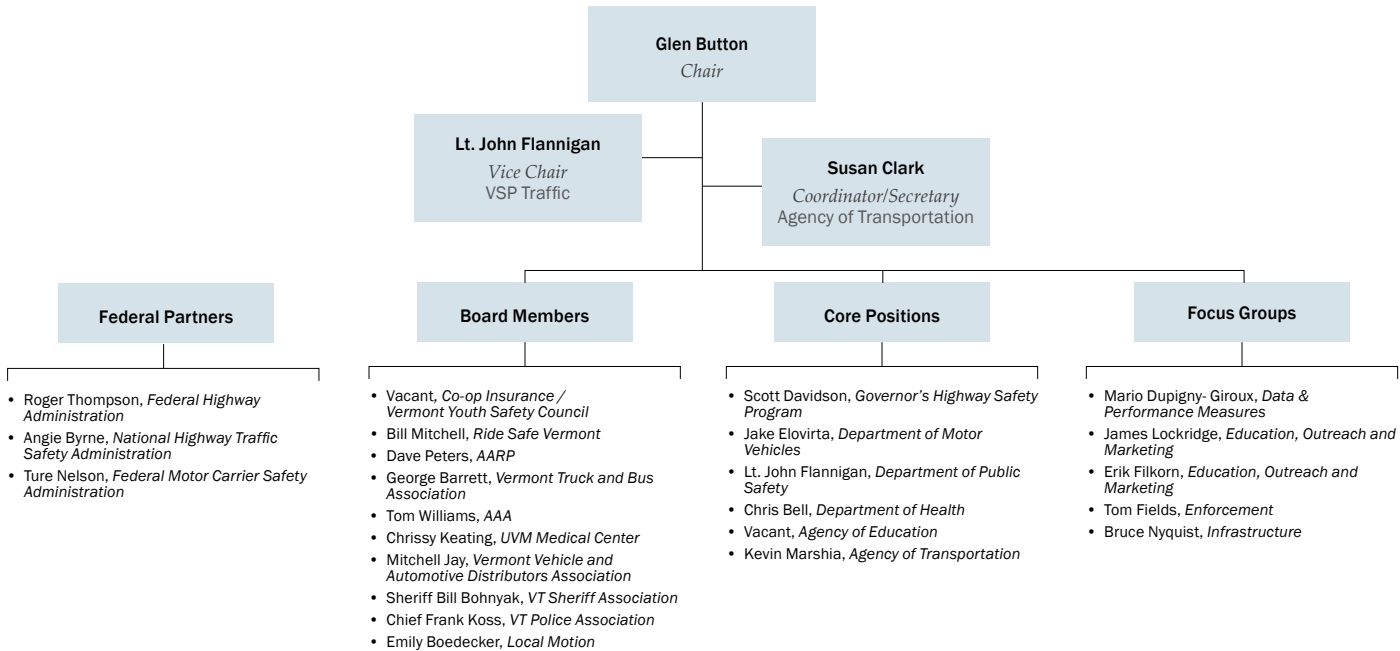 Glen Button
Chair
Lt. John Flannigan
Vice Chair
VSP Traffic
Susan Clark
Coordinator/Secretary
Agency of Transportation
Federal Partners
• Roger Thompson, Federal Highway
Administration
• Angie Byrne, National Highway Traffic
Safety Administration
• Ture Nelson, Federal Motor Carrier Safety
Administration
Board Members
• Vacant, Co-op Insurance /
Vermont Youth Safety Council
• Bill Mitchell, Ride Safe Vermont
• Dave Peters, AARP
• George Barrett, Vermont Truck and Bus
Association
• Tom Williams, AAA
• Chrissy Keating, UVM Medical Center
• Mitchell Jay, Vermont Vehicle and
Automotive Distributors Association
• Sheriff Bill Bohnyak, VT Sheriff Association
• Chief Frank Koss, VT Police Association
• Emily Boedecker, Local Motion
Core Positions
• Scott Davidson, Governor's Highway Safety
Program
• Jake Elovirta, Department of Motor
Vehicles
• Lt. John Flannigan, Department of Public
Safety
• Chris Bell, Department of Health
• Vacant, Agency of Education
• Kevin Marshia, Agency of Transportation
Focus Groups
• Mario Dupigny- Giroux, Data &
Performance Measures
• James Lockridge, Education, Outreach and
Marketing
• Erik Filkorn, Education, Outreach and
Marketing
• Tom Fields, Enforcement
• Bruce Nyquist, Infrastructure